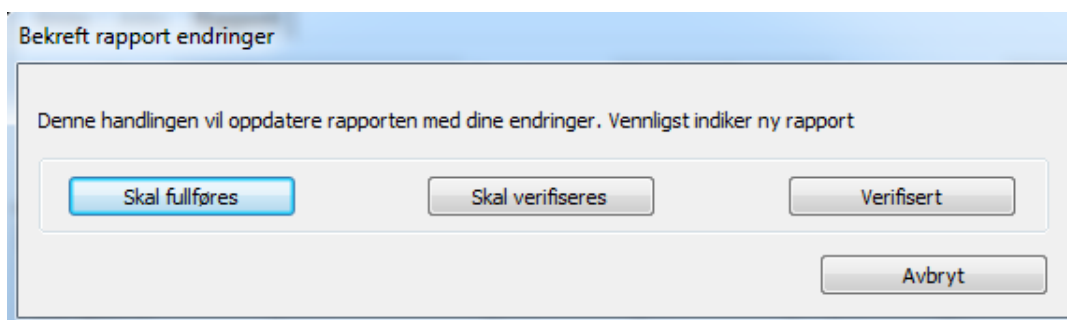 Bekreft rapport endringer
Denne handlingen vil oppdatere rapporten med dine endringer. Vennligst indiker ny rapport
Skal fullføres
Skal verifiseres
Verifisert
Avbryt